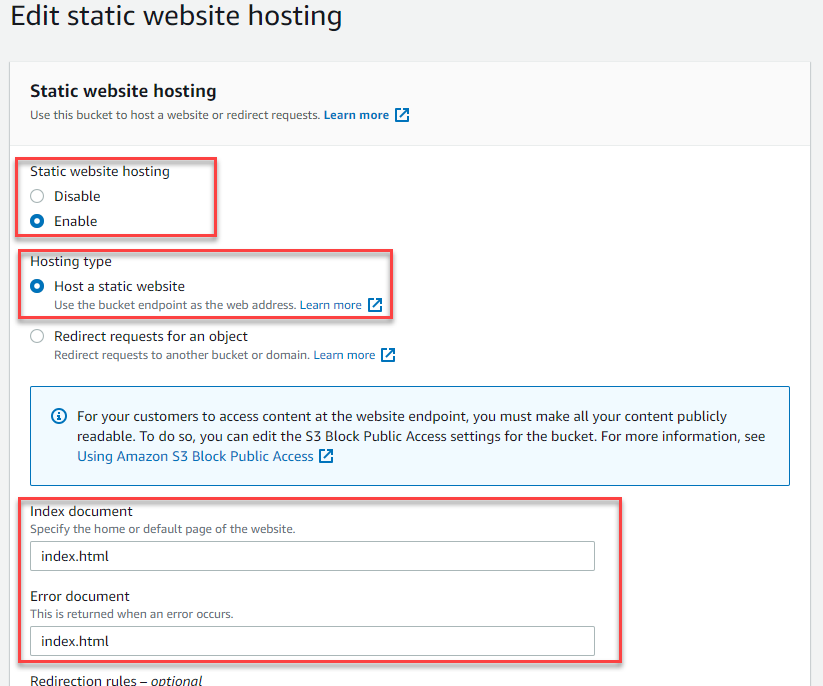 Edit static website hosting
Static website hosting
Use this bucket to host a website or redirect requests. Learn more
Static website hosting
Disable
Enable
Hosting type
Host a static website
Use the bucket endpoint as the web address. Learn more
Redirect requests for an object
Redirect requests to another bucket or domain. Learn more
For your customers to access content at the website endpoint, you must make all your content publicly
readable. To do so, you can edit the S3 Block Public Access settings for the bucket. For more information, see
Using Amazon S3 Block Public Access
Index document
Specify the home or default page of the website.
index.html
Error document
This is returned when an error occurs.
index.html
Redirection rules – optional